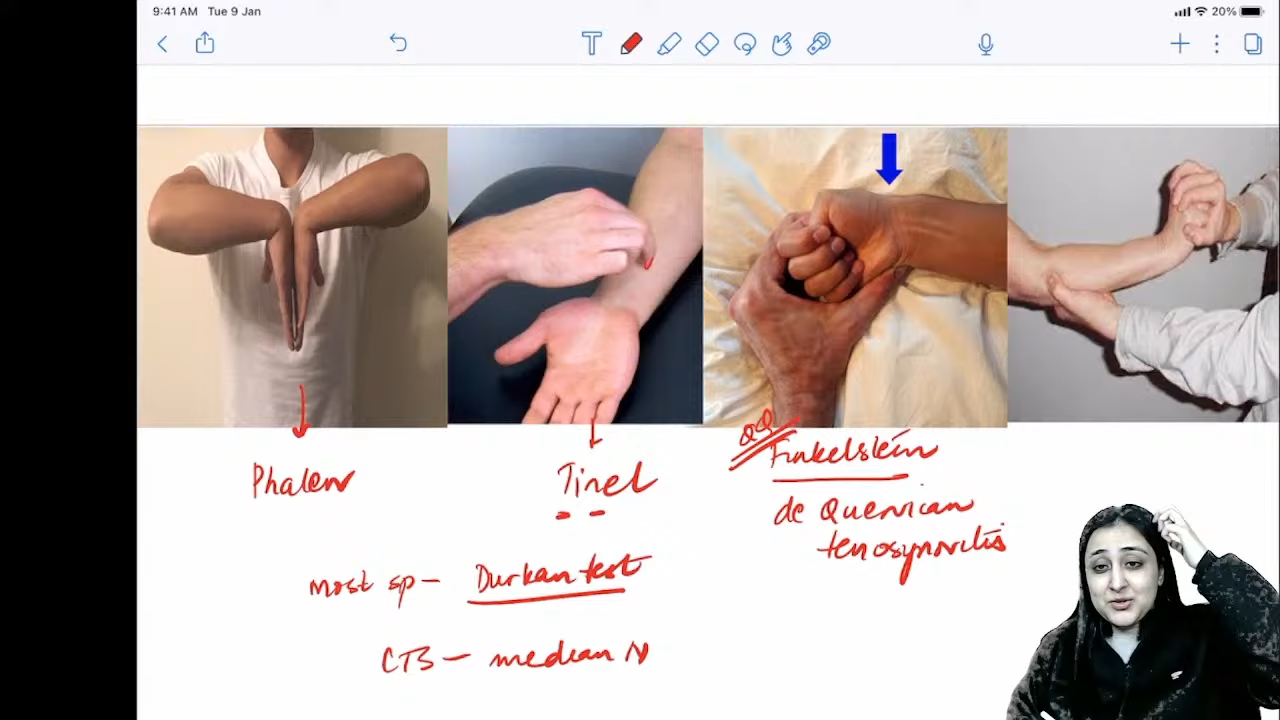 9:41 AM Tue 9 Jan
20%
T
Phalen
Tinel
QQ
Finkelstein
de Quervian
tenosynovitis
most sp – Durkan test
CTS – median N